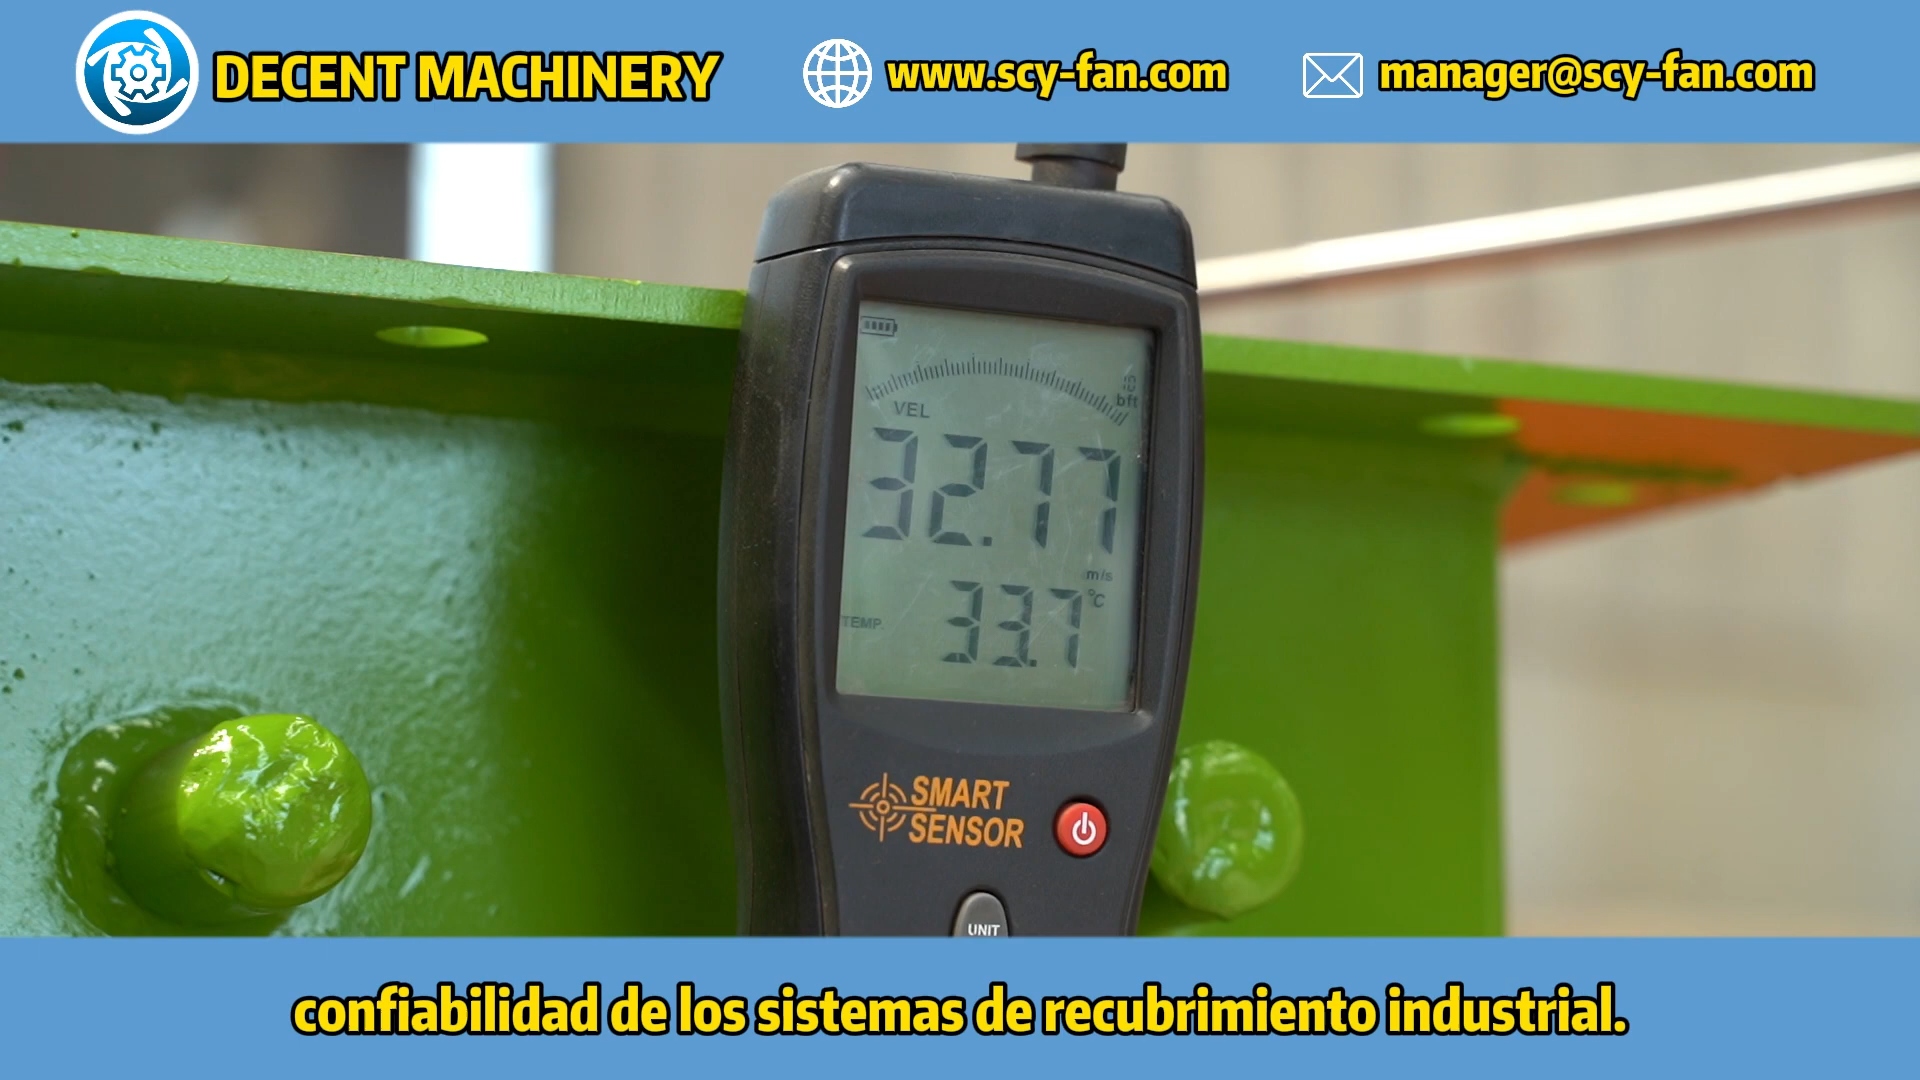 DECENT MACHINERY
www.scy-fan.com
manager@scy-fan.com
10
bft
VEL
32.77
m/s
33.7 °C
TEMP.
SMART
SENSOR
UNIT
confiabilidad de los sistemas de recubrimiento industrial.